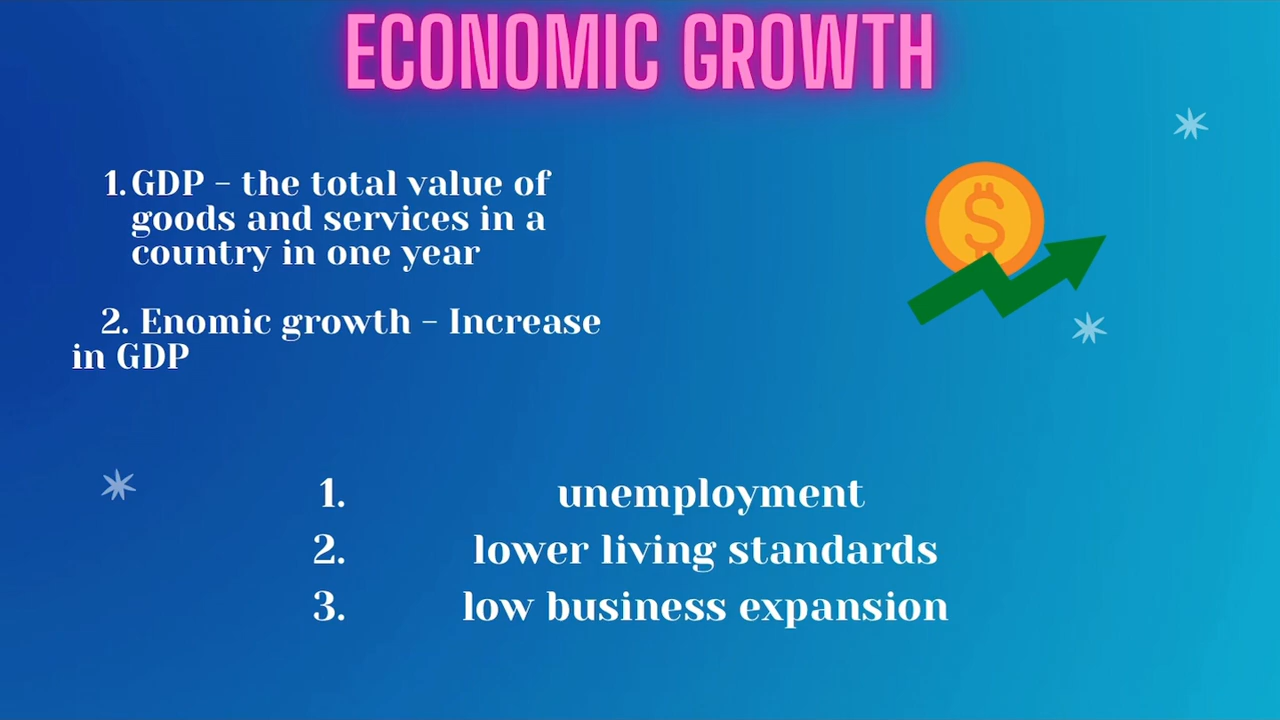 ECONOMIC GROWTH
1. GDP - the total value of
goods and services in a
country in one year
2. Enomic growth - Increase
in GDP
$
1. unemployment
2. lower living standards
3. low business expansion